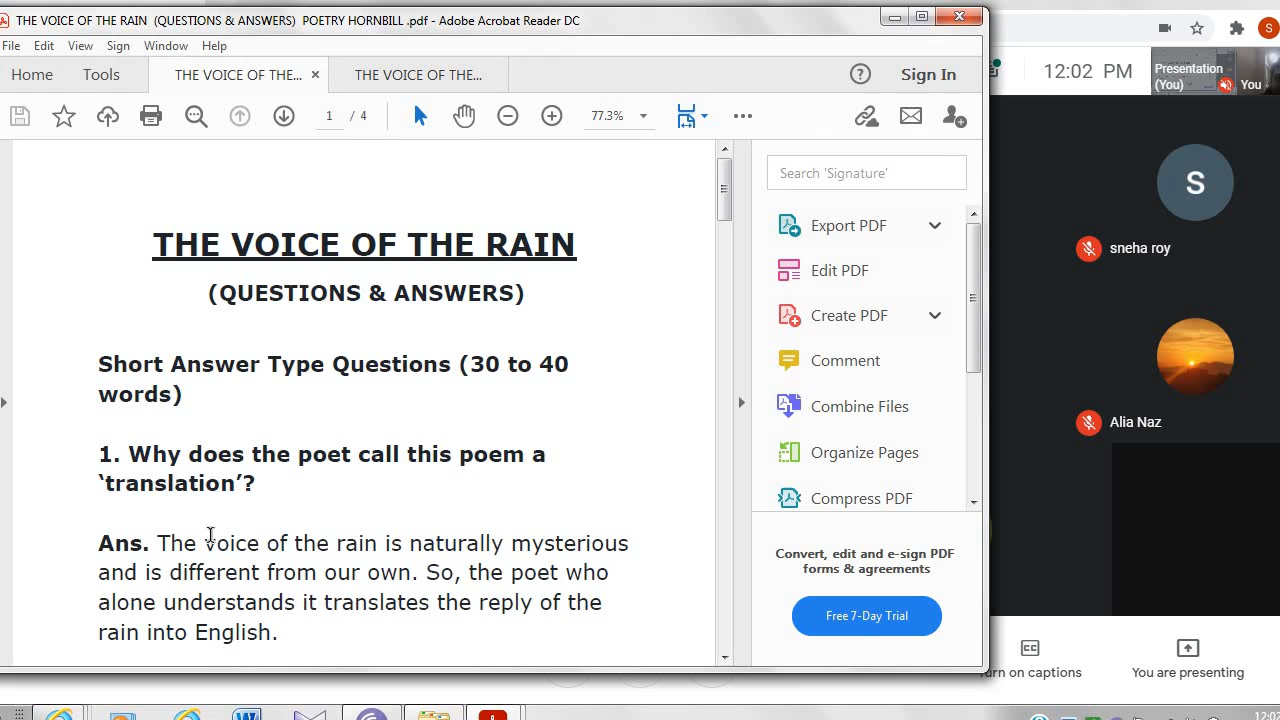 THE VOICE OF THE RAIN (QUESTIONS & ANSWERS) POETRY HORNBILL .pdf - Adobe Acrobat Reader DC
File Edit View Sign Window Help
Home Tools THE VOICE OF THE... × THE VOICE OF THE... Sign In
1 / 4 77.3%
THE VOICE OF THE RAIN
(QUESTIONS & ANSWERS)
Short Answer Type Questions (30 to 40
words)
1. Why does the poet call this poem a
‘translation’?
Ans. The voice of the rain is naturally mysterious
and is different from our own. So, the poet who
alone understands it translates the reply of the
rain into English.
Search 'Signature'
Export PDF
Edit PDF
Create PDF
Comment
Combine Files
Organize Pages
Compress PDF
Convert, edit and e-sign PDF
forms & agreements
Free 7-Day Trial
S
12:02 PM
Presentation
(You)
You
S
sneha roy
Alia Naz
Turn on captions
You are presenting